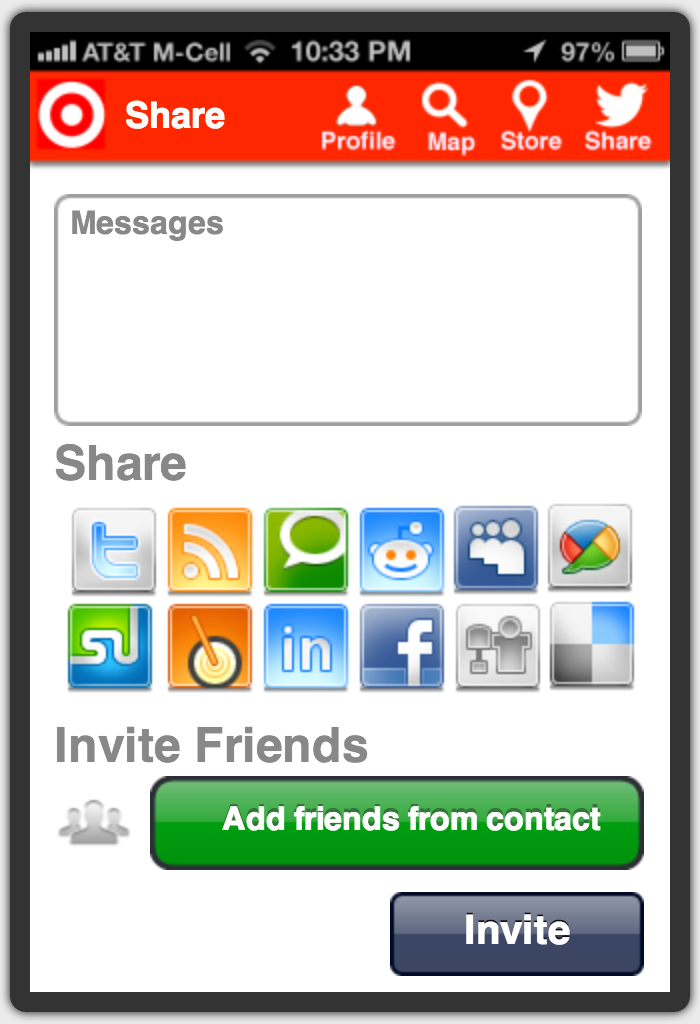 AT&T M-Cell 10:33 PM 97%
Share Profile Map Store Share
Messages
Share
in f
Invite Friends
Add friends from contact
Invite